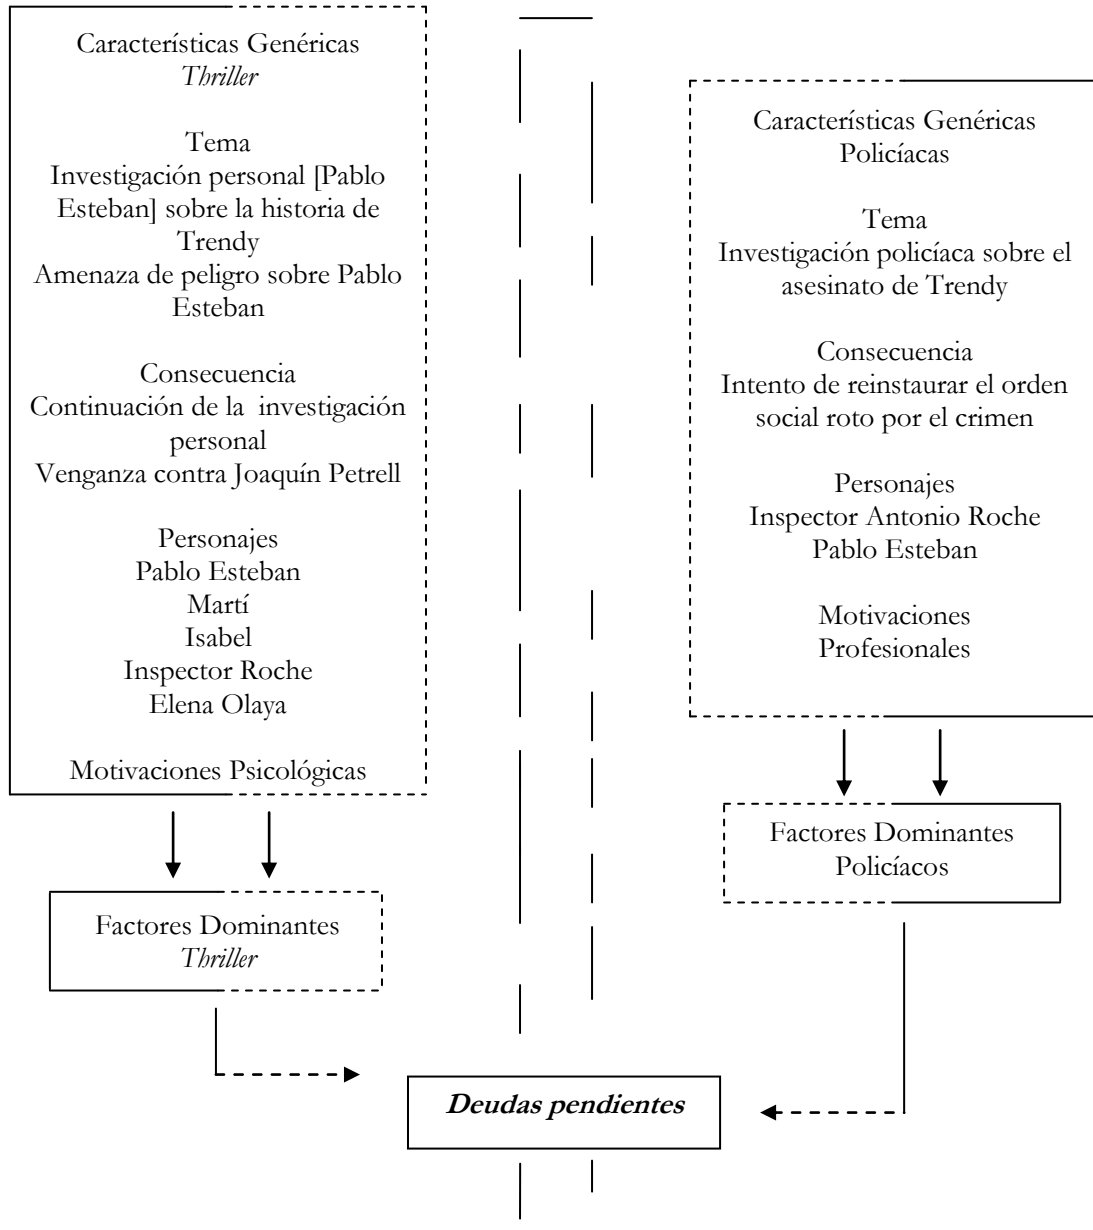 Características Genéricas
Thriller
Tema
Investigación personal [Pablo
Esteban] sobre la historia de
Trendy
Amenaza de peligro sobre Pablo
Esteban
Consecuencia
Continuación de la investigación
personal
Venganza contra Joaquín Petrell
Personajes
Pablo Esteban
Martí
Isabel
Inspector Roche
Elena Olaya
Motivaciones Psicológicas
Factores Dominantes
Thriller
Características Genéricas
Policíacas
Tema
Investigación policíaca sobre el
asesinato de Trendy
Consecuencia
Intento de reinstaurar el orden
social roto por el crimen
Personajes
Inspector Antonio Roche
Pablo Esteban
Motivaciones
Profesionales
Factores Dominantes
Policíacos
Deudas pendientes